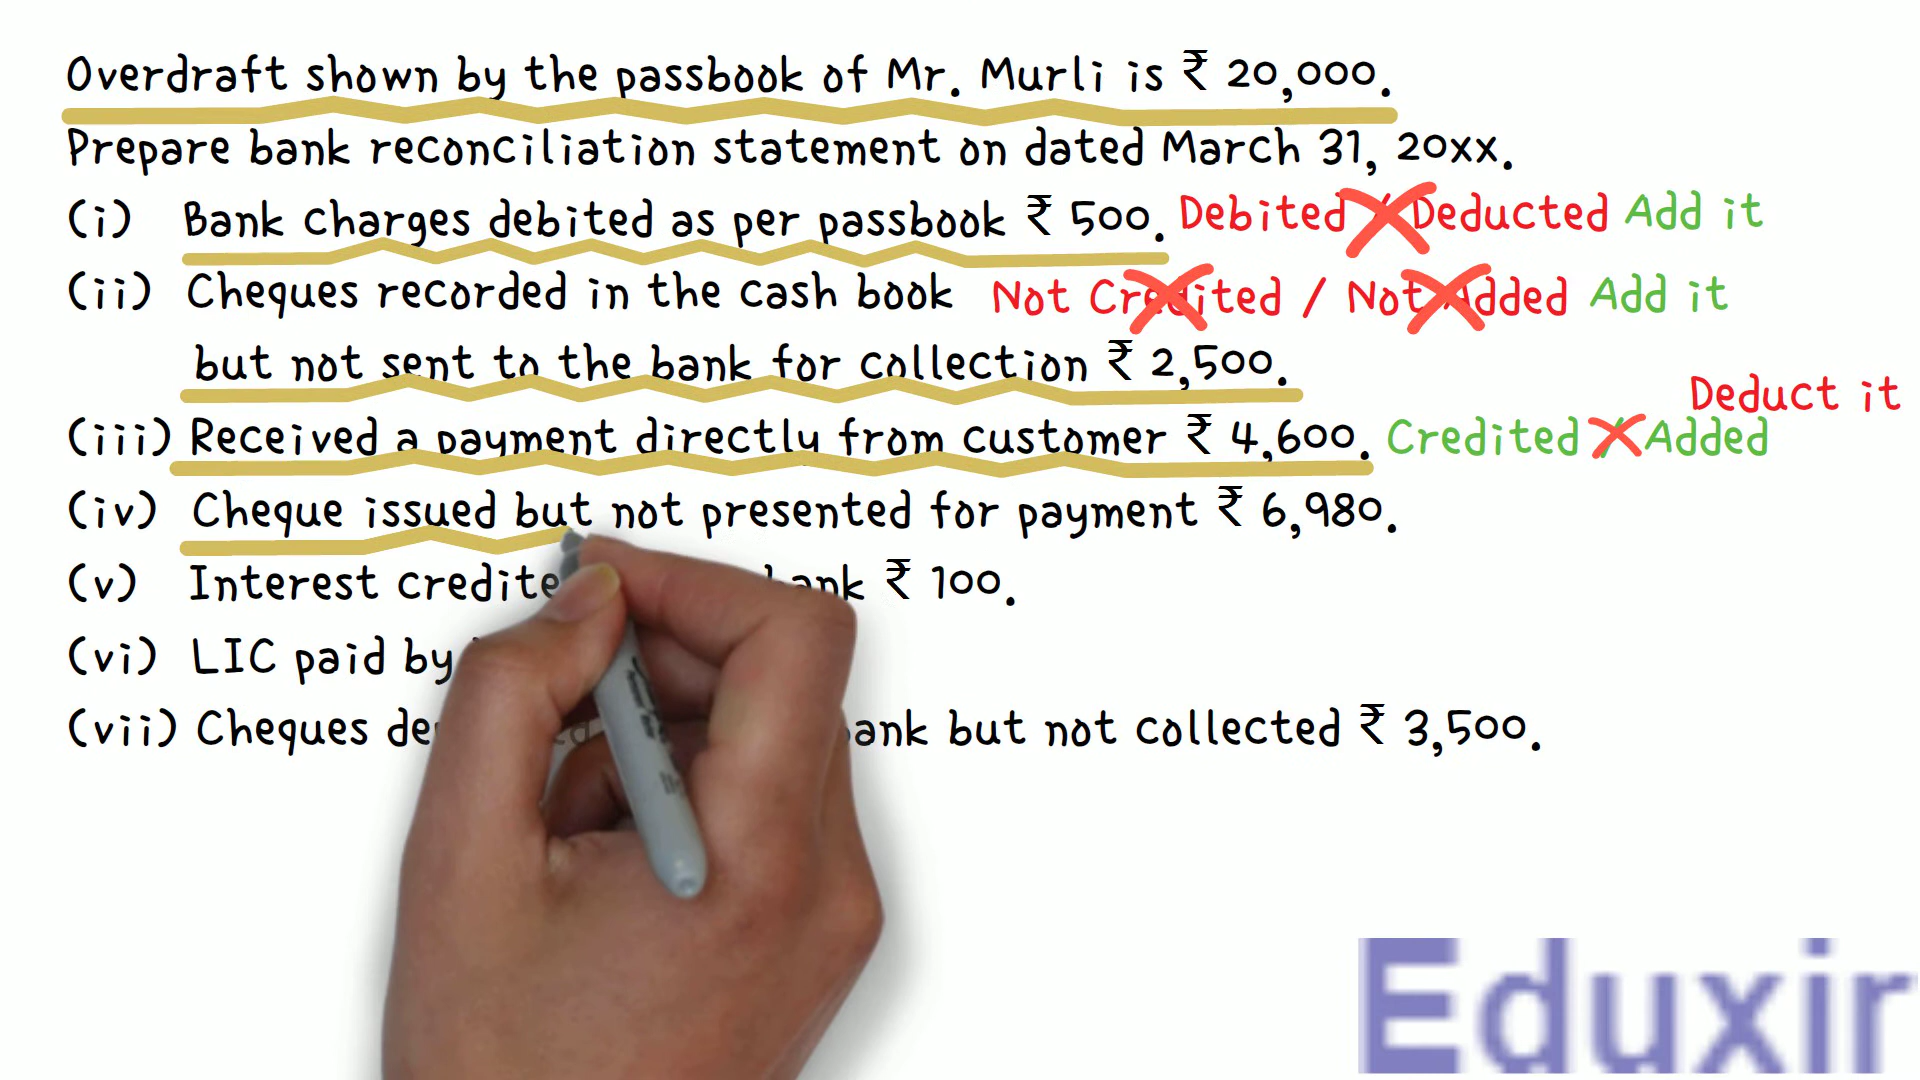 Overdraft shown by the passbook of Mr. Murli is ₹ 20,000.
Prepare bank reconciliation statement on dated March 31, 20xx.
(i) Bank charges debited as per passbook ₹ 500. Debited / Deducted Add it
(ii) Cheques recorded in the cash book Not Credited / Not Added Add it
but not sent to the bank for collection ₹ 2,500.
Deduct it
(iii) Received a payment directly from customer ₹ 4,600. Credited / Added
(iv) Cheque issued but not presented for payment ₹ 6,980.
(v) Interest bank ₹ 100.
(vi) LIC paid by
(vii) Cheques bank but not collected ₹ 3,500.